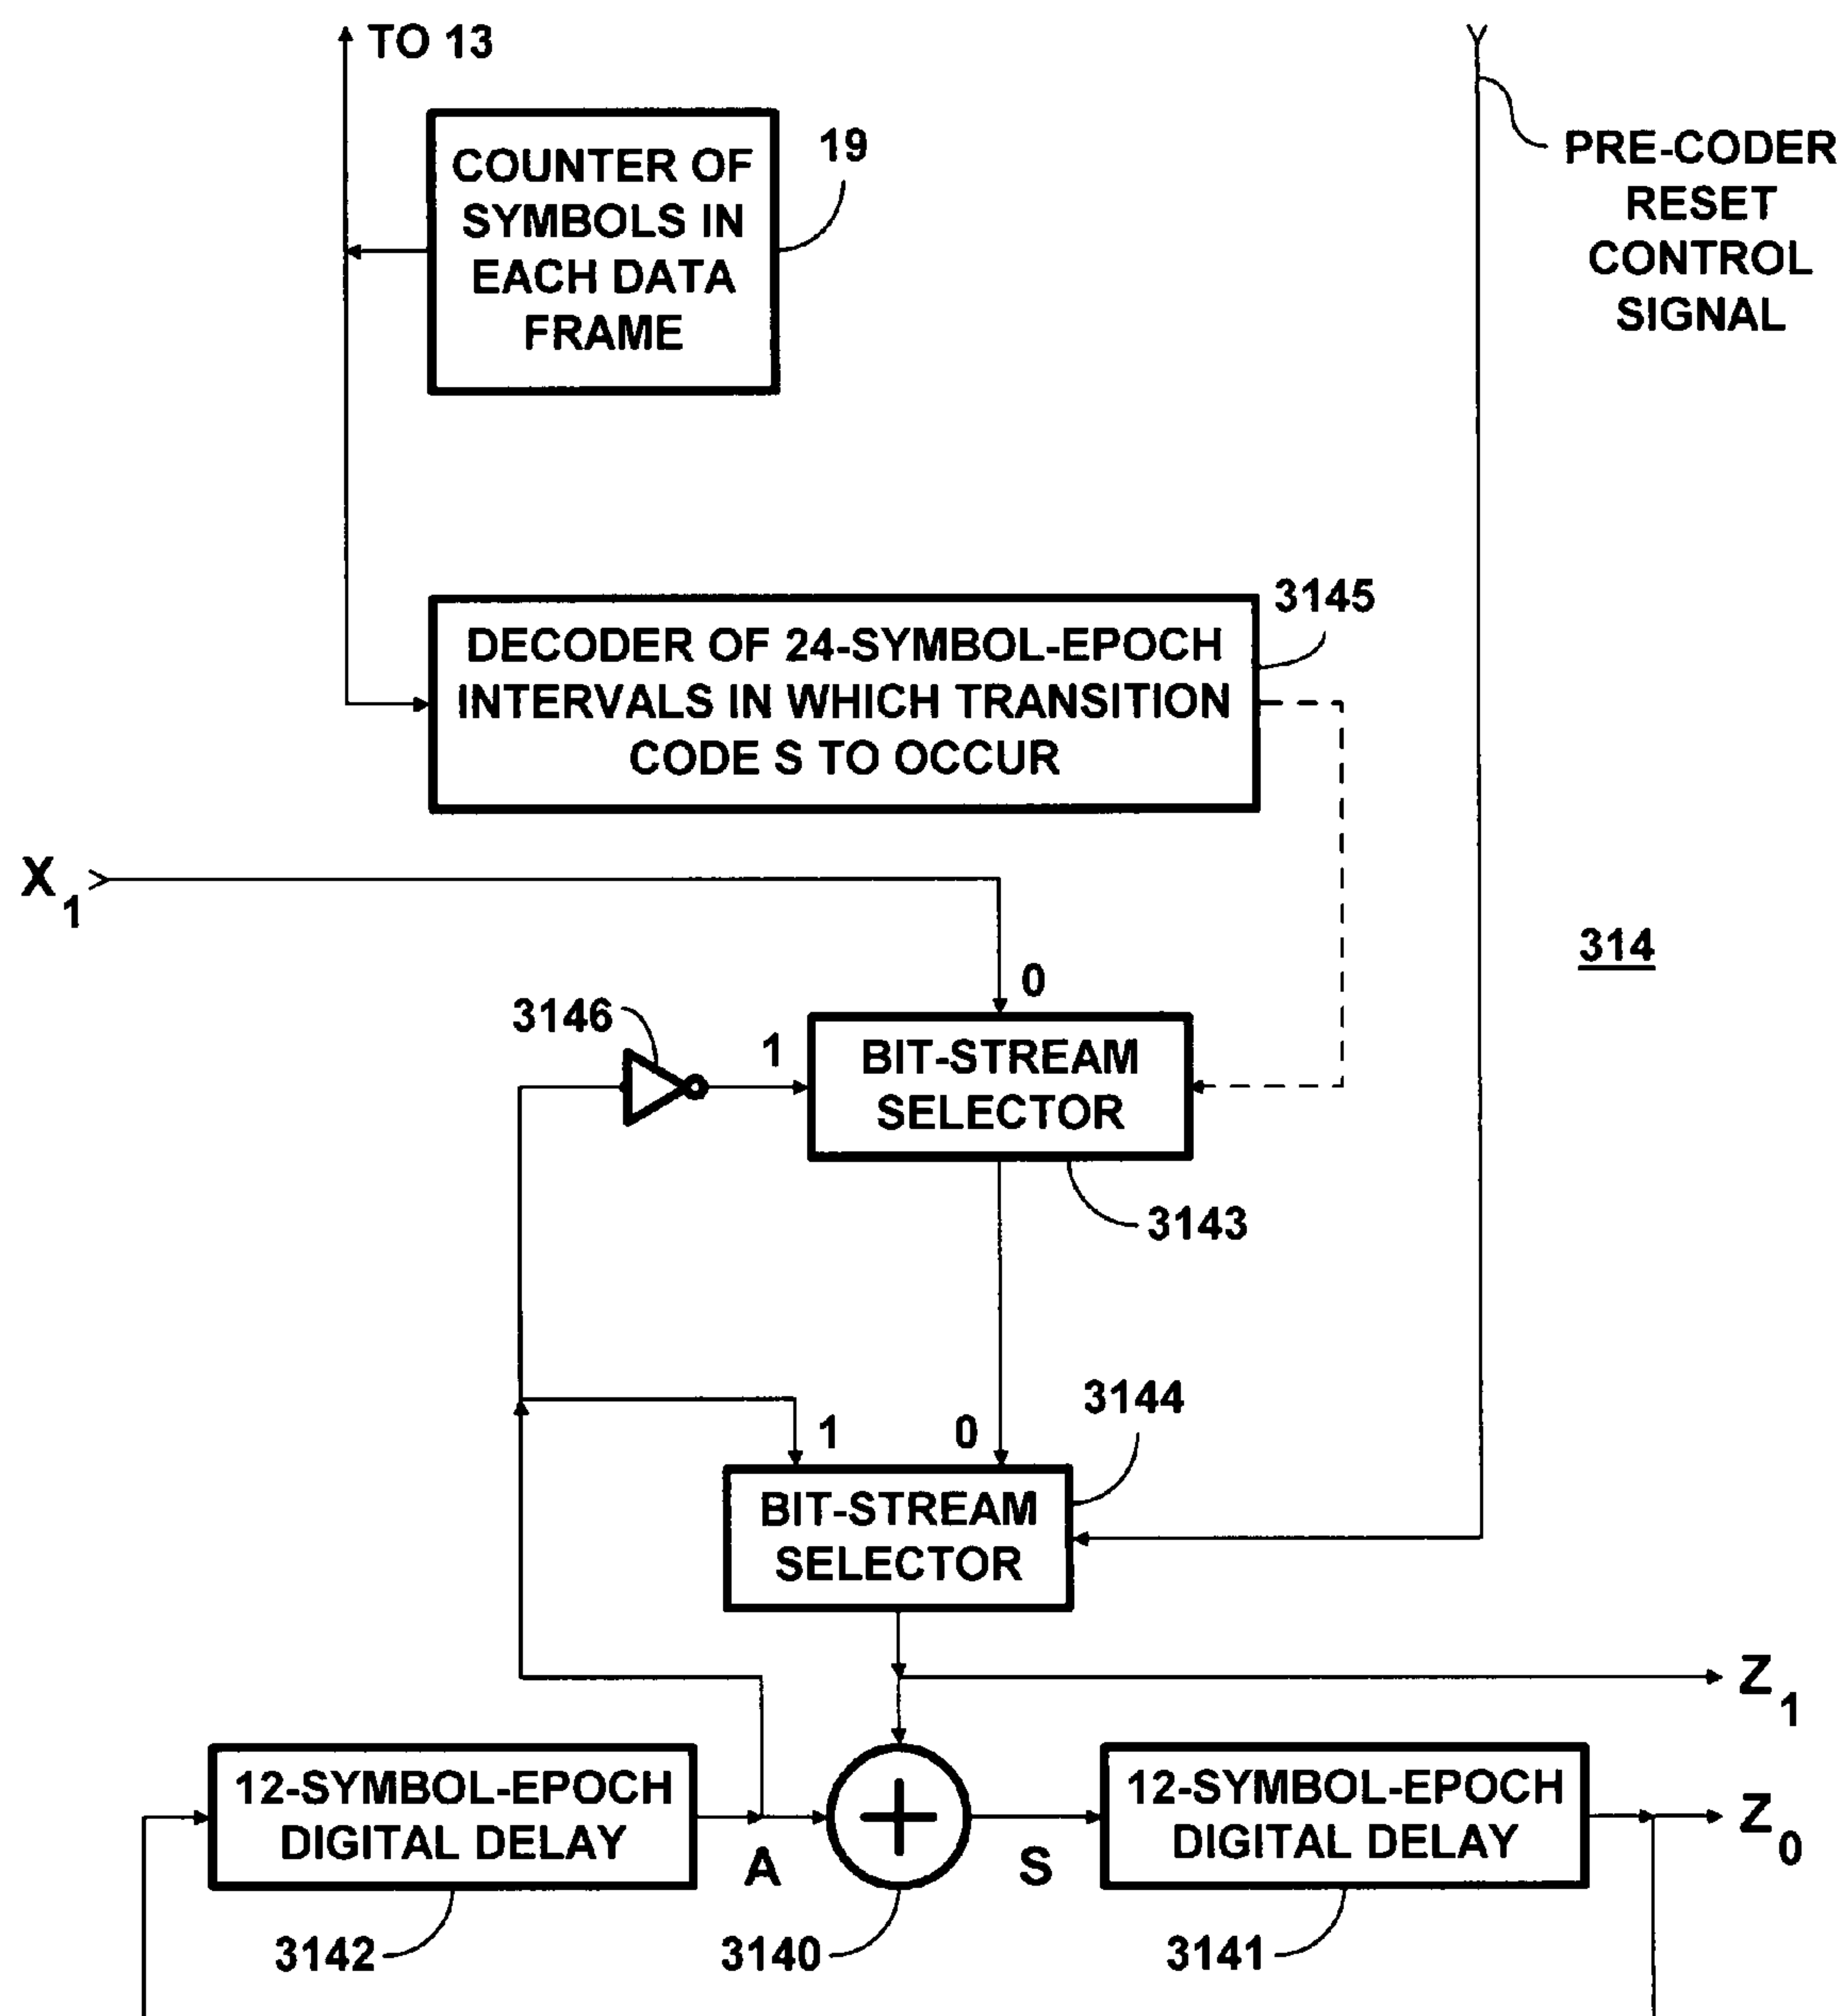 TO 13
COUNTER OF
SYMBOLS IN
EACH DATA
FRAME
19
PRE-CODER
RESET
CONTROL
SIGNAL
3145
DECODER OF 24-SYMBOL-EPOCH
INTERVALS IN WHICH TRANSITION
CODE S TO OCCUR
X1
314
0
3146
1
BIT-STREAM
SELECTOR
3143
3144
1 0
BIT-STREAM
SELECTOR
Z1
12-SYMBOL-EPOCH
DIGITAL DELAY
A
+
S
12-SYMBOL-EPOCH
DIGITAL DELAY
Z0
3142
3140
3141